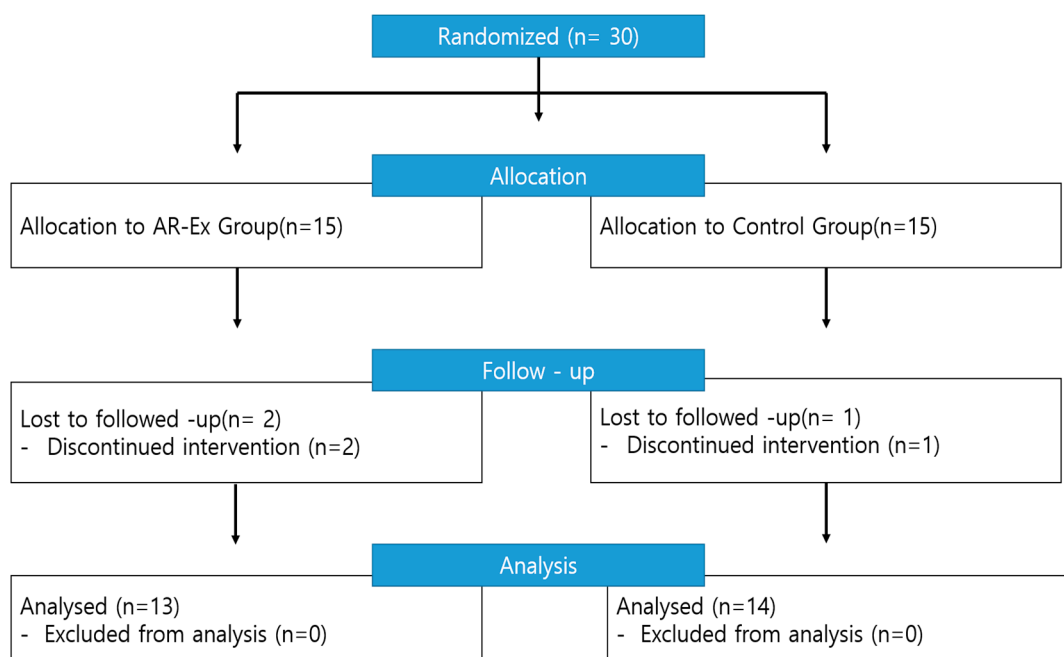 Randomized (n= 30)
Allocation
Allocation to AR-Ex Group(n=15)
Allocation to Control Group(n=15)
Follow - up
Lost to followed -up(n= 2)
- Discontinued intervention (n=2)
Lost to followed -up(n= 1)
- Discontinued intervention (n=1)
Analysis
Analysed (n=13)
- Excluded from analysis (n=0)
Analysed (n=14)
- Excluded from analysis (n=0)